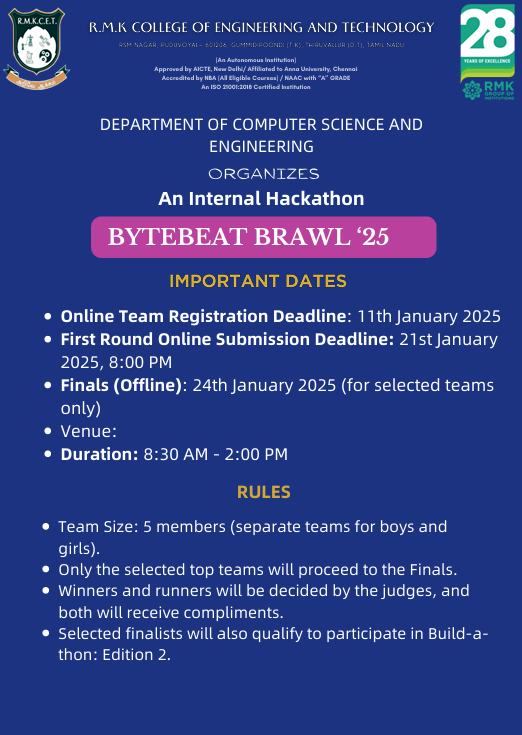 R.M.K.C.E.T.
R.M.K COLLEGE OF ENGINEERING AND TECHNOLOGY
RSM NAGAR, PUDUVOYAL- 601206, GUMMIDIPOONDI (T.K), THIRUVALLUR (D.T), TAMIL NADU
(An Autonomous Institution)
Approved by AICTE, New Delhi/ Affiliated to Anna University, Chennai
Accredited by NBA (All Eligible Courses) / NAAC with "A" GRADE
An ISO 21001:2018 Certified Institution
28
YEARS OF EXCELLENCE
RMK
GROUP OF
INSTITUTIONS
DEPARTMENT OF COMPUTER SCIENCE AND
ENGINEERING
ORGANIZES
An Internal Hackathon
BYTEBEAT BRAWL ‘25
IMPORTANT DATES
• Online Team Registration Deadline: 11th January 2025
• First Round Online Submission Deadline: 21st January
2025, 8:00 PM
• Finals (Offline): 24th January 2025 (for selected teams
only)
• Venue:
• Duration: 8:30 AM - 2:00 PM
RULES
• Team Size: 5 members (separate teams for boys and
girls).
• Only the selected top teams will proceed to the Finals.
• Winners and runners will be decided by the judges, and
both will receive compliments.
• Selected finalists will also qualify to participate in Build-a-
thon: Edition 2.